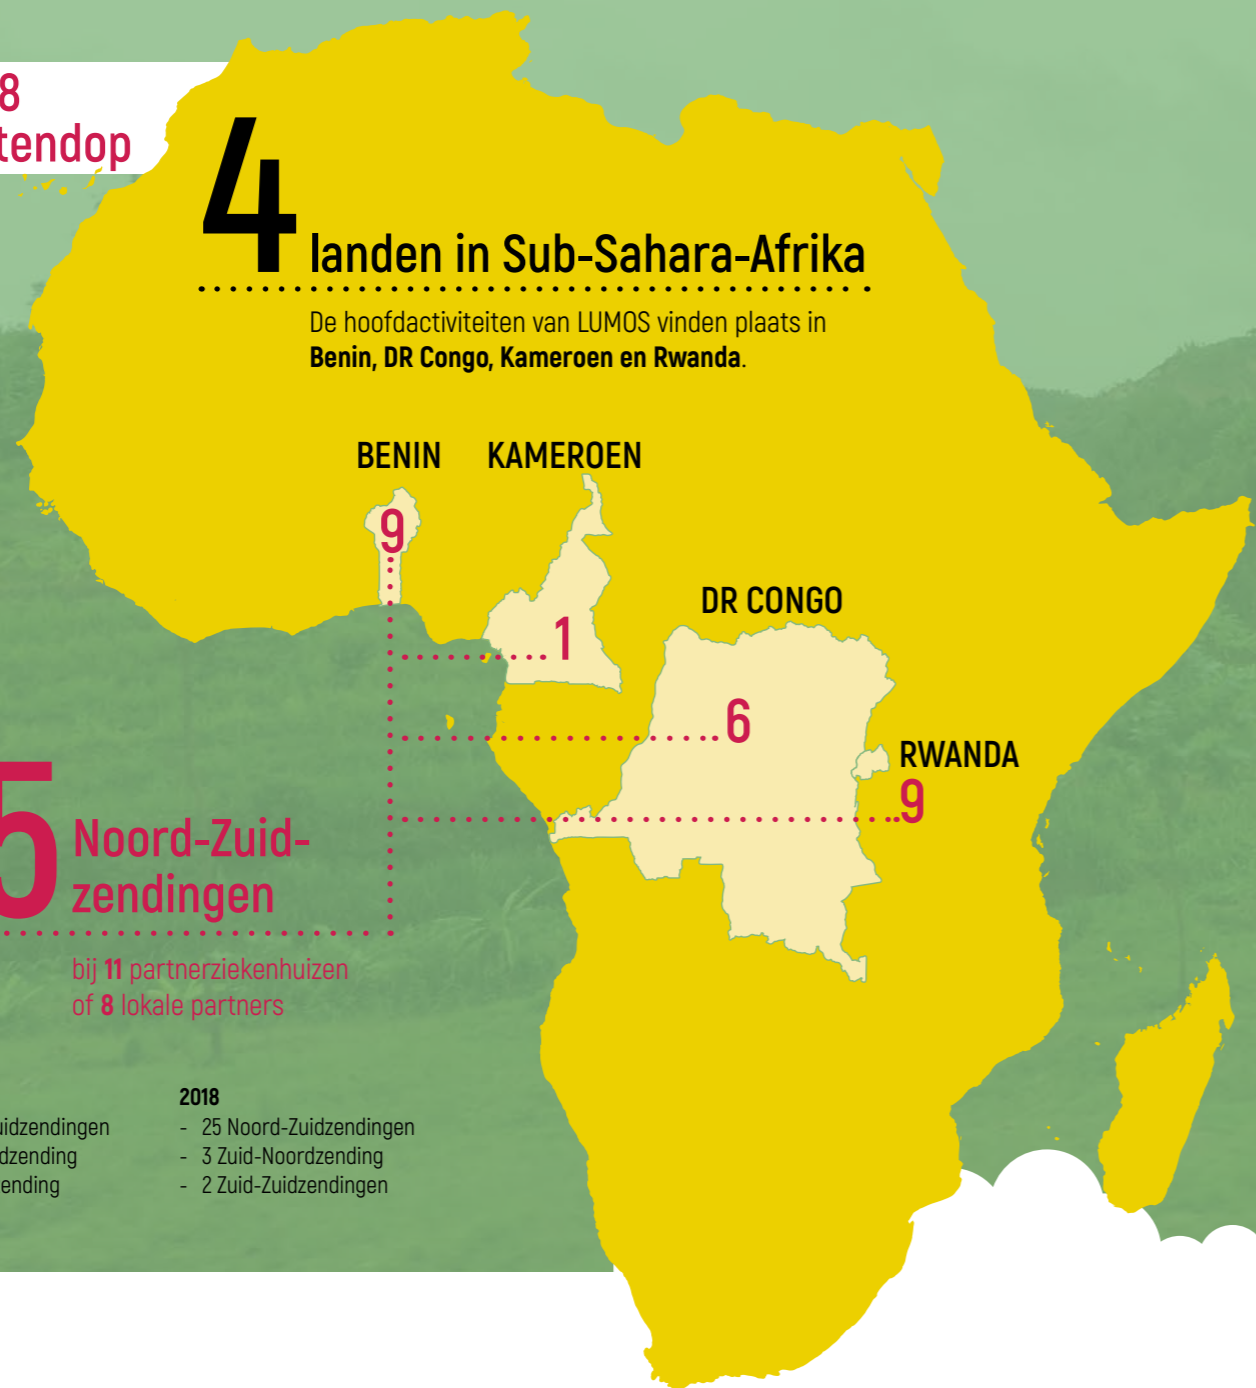 8
tendop
4 landen in Sub-Sahara-Afrika
De hoofdactiviteiten van LUMOS vinden plaats in
Benin, DR Congo, Kameroen en Rwanda.
BENIN KAMEROEN
9
1
DR CONGO
6
RWANDA
9
5 Noord-Zuid-
zendingen
bij 11 partnerziekenhuizen
of 8 lokale partners
uidzendingen
dzending
ending
2018
- 25 Noord-Zuidzendingen
- 3 Zuid-Noordzending
- 2 Zuid-Zuidzendingen